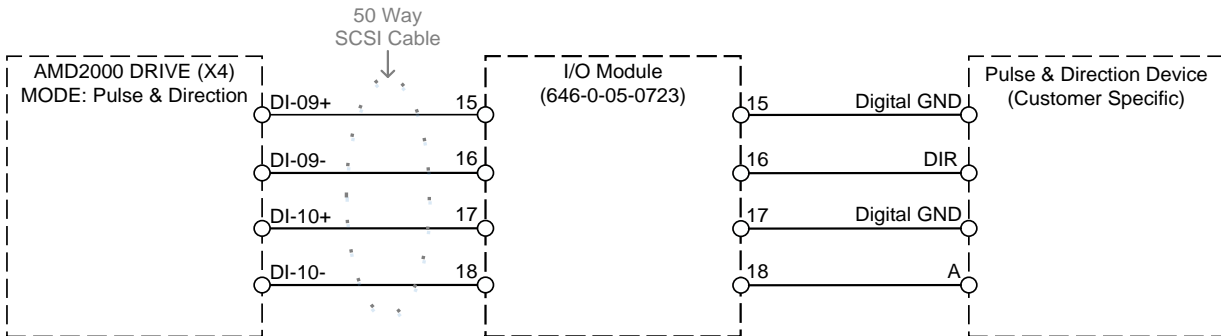 50 Way
SCSI Cable
AMD2000 DRIVE (X4)
MODE: Pulse & Direction
I/O Module
(646-0-05-0723)
Pulse & Direction Device
(Customer Specific)
DI-09+ 15 15 Digital GND
DI-09- 16 16 DIR
DI-10+ 17 17 Digital GND
DI-10- 18 18 A